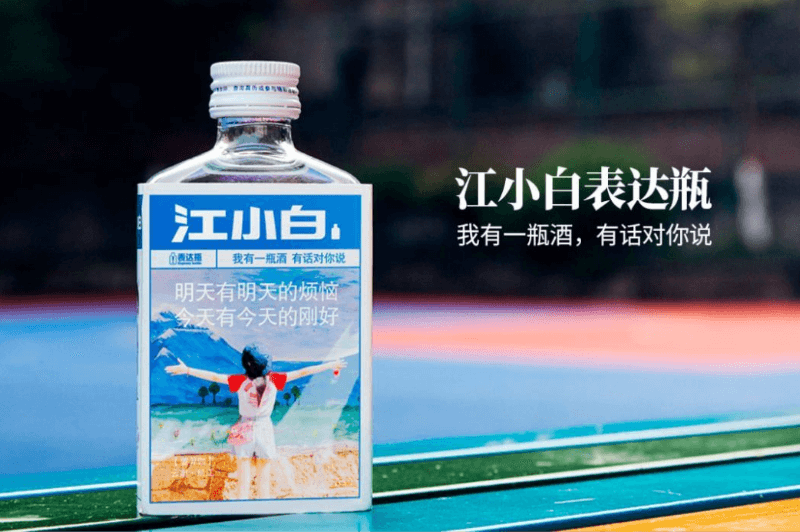 江小白
表达瓶
我有一瓶酒 有话对你说
明天有明天的烦恼
今天有今天的刚好
江小白表达瓶
我有一瓶酒，有话对你说